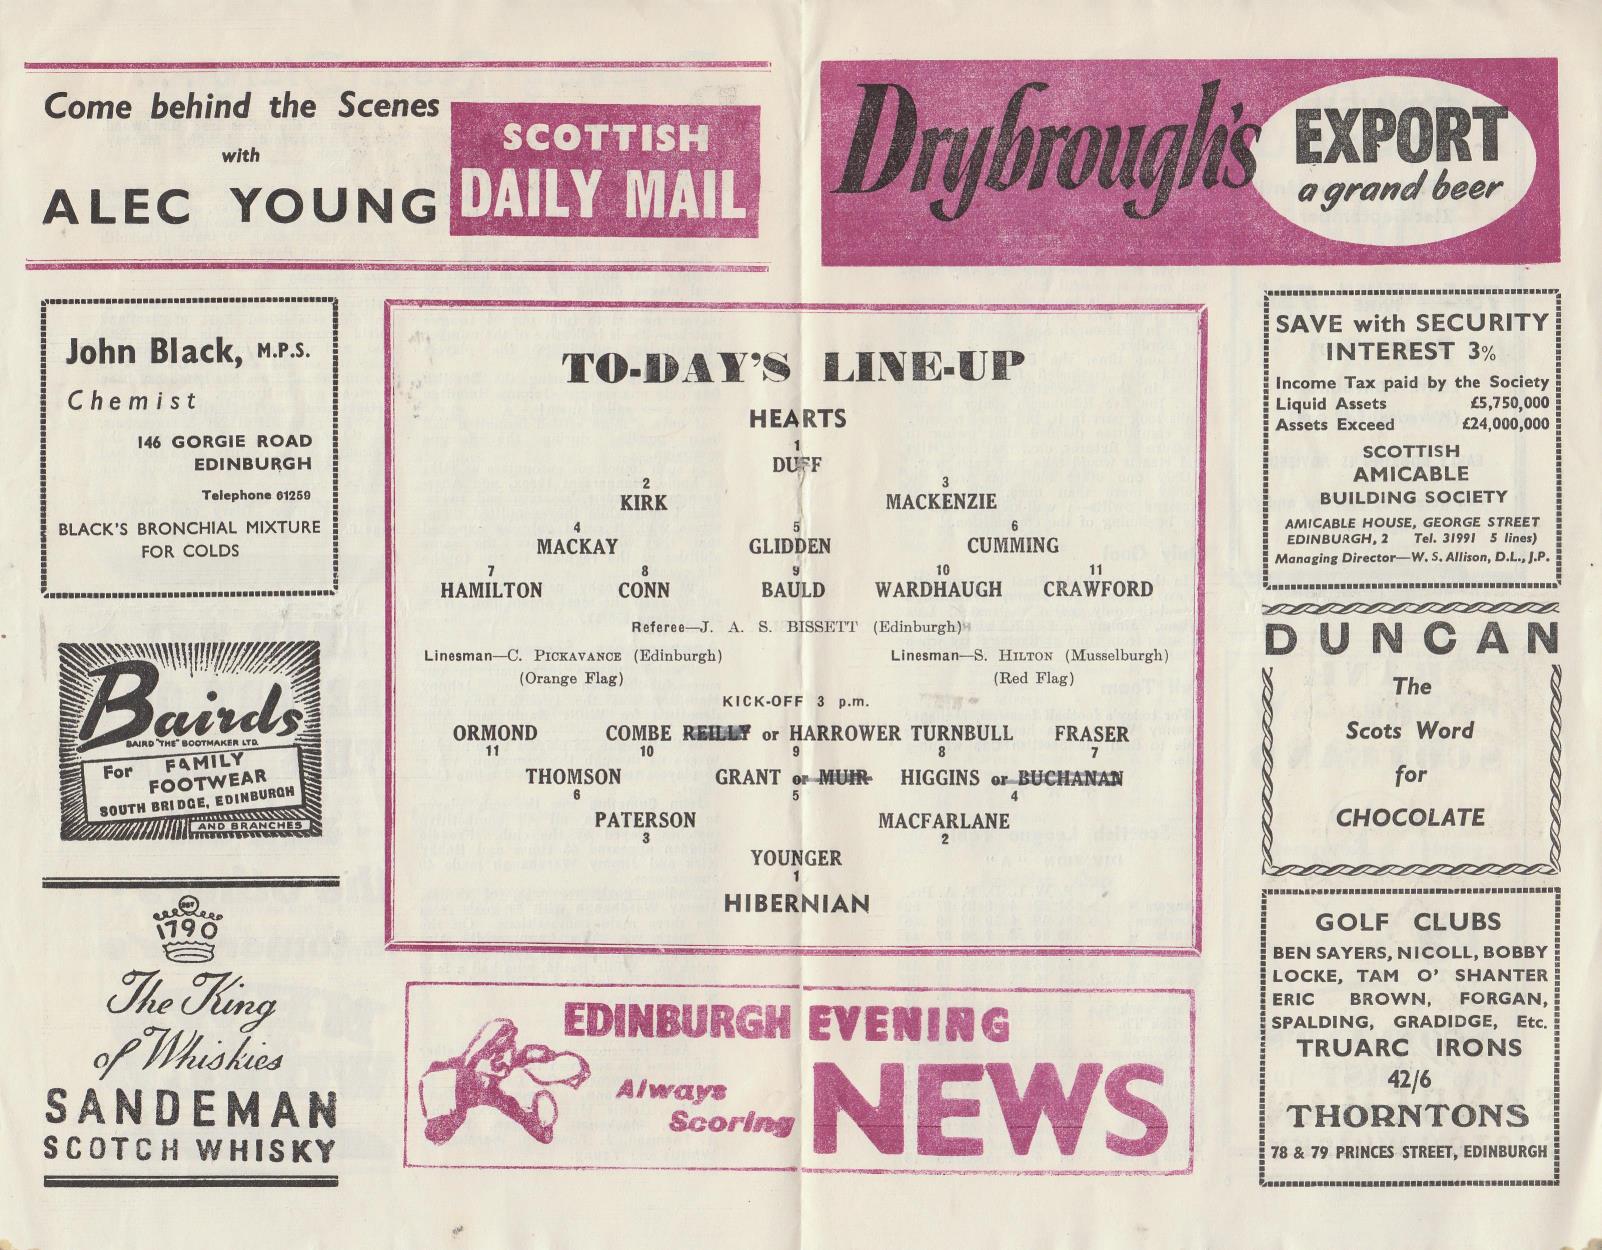 Come behind the Scenes
with
ALEC YOUNG
SCOTTISH
DAILY MAIL
Drybrough's
EXPORT
a grand beer
John Black, M.P.S.
Chemist
146 GORGIE ROAD
EDINBURGH
Telephone 61259
BLACK'S BRONCHIAL MIXTURE
FOR COLDS
Bairds
BAIRD "THE" BOOTMAKER LTD.
For FAMILY
FOOTWEAR
SOUTH BRIDGE, EDINBURGH
AND BRANCHES
EST
1790
The King
of Whiskies
SANDEMAN
SCOTCH WHISKY
TO-DAY'S LINE-UP
HEARTS
1
DUFF
2 3
KIRK MACKENZIE
4 5 6
MACKAY GLIDDEN CUMMING
7 8 9 10 11
HAMILTON CONN BAULD WARDHAUGH CRAWFORD
Referee—J. A. S. BISSETT (Edinburgh)
Linesman—C. PICKAVANCE (Edinburgh) Linesman—S. HILTON (Musselburgh)
(Orange Flag) (Red Flag)
KICK-OFF 3 p.m.
ORMOND COMBE REILLY or HARROWER TURNBULL FRASER
11 10 9 8 7
THOMSON GRANT or MUIR HIGGINS or BUCHANAN
6 5 4
PATERSON MACFARLANE
3 2
YOUNGER
1
HIBERNIAN
EDINBURGH EVENING
Always
Scoring
NEWS
SAVE with SECURITY
INTEREST 3%
Income Tax paid by the Society
Liquid Assets £5,750,000
Assets Exceed £24,000,000
SCOTTISH
AMICABLE
BUILDING SOCIETY
AMICABLE HOUSE, GEORGE STREET
EDINBURGH, 2 Tel. 31991 5 lines)
Managing Director—W. S. Allison, D.L., J.P.
DUNCAN
The
Scots Word
for
CHOCOLATE
GOLF CLUBS
BEN SAYERS, NICOLL, BOBBY
LOCKE, TAM O' SHANTER
ERIC BROWN, FORGAN,
SPALDING, GRADIDGE, Etc.
TRUARC IRONS
42/6
THORNTONS
78 & 79 PRINCES STREET, EDINBURGH